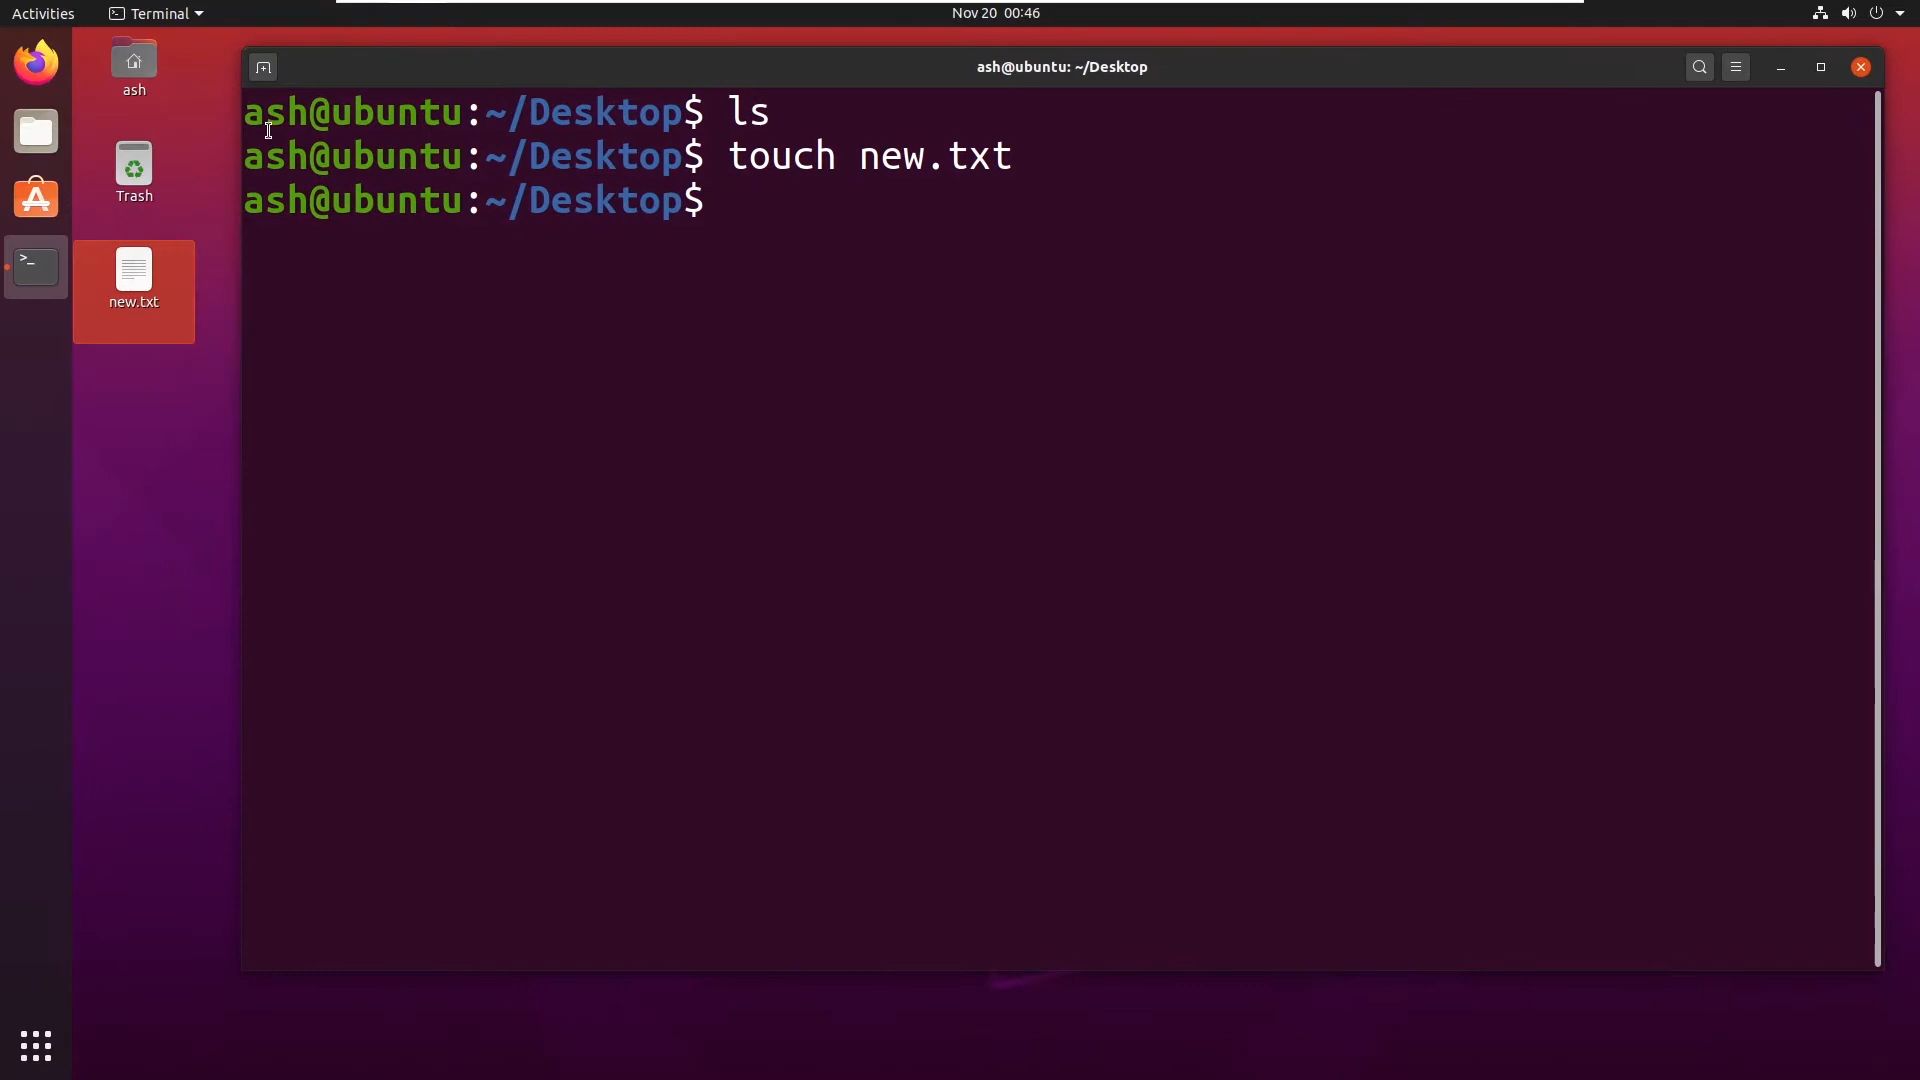 Activities
Terminal
Nov 20 00:46
ash
Trash
new.txt
ash@ubuntu: ~/Desktop
ash@ubuntu:~/Desktop$ ls
ash@ubuntu:~/Desktop$ touch new.txt
ash@ubuntu:~/Desktop$